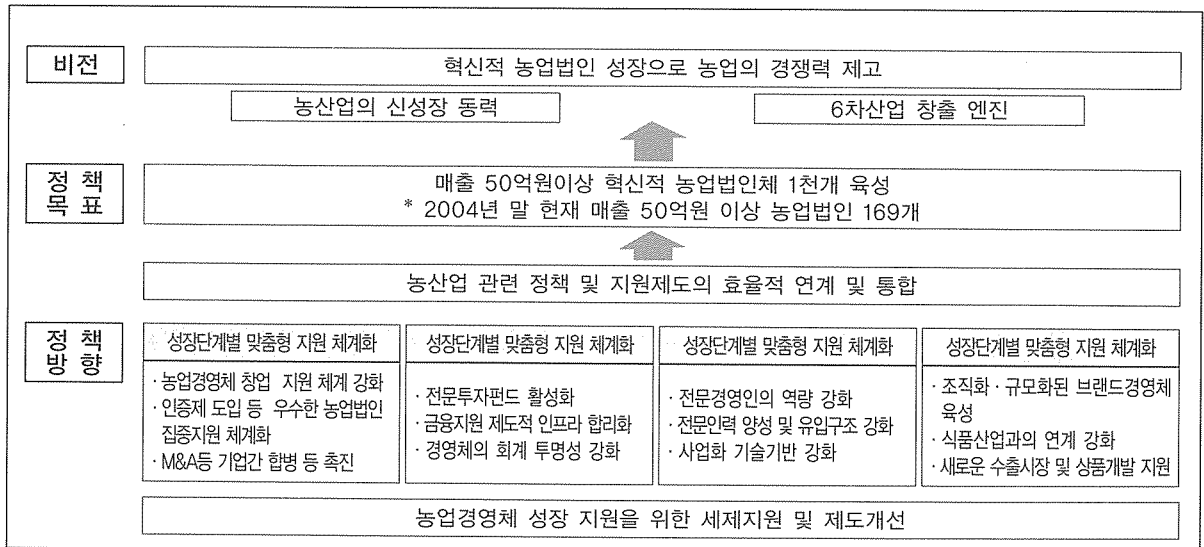 비전
혁신적 농업법인 성장으로 농업의 경쟁력 제고
농산업의 신성장 동력
6차산업 창출 엔진
정 책
목 표
매출 50억원이상 혁신적 농업법인체 1천개 육성
* 2004년 말 현재 매출 50억원 이상 농업법인 169개
농산업 관련 정책 및 지원제도의 효율적 연계 및 통합
정 책
방 향
성장단계별 맞춤형 지원 체계화
· 농업경영체 창업 지원 체계 강화
· 인증제 도입 등 우수한 농업법인
집중지원 체계화
· M&A등 기업간 합병 등 촉진
성장단계별 맞춤형 지원 체계화
· 전문투자펀드 활성화
· 금융지원 제도적 인프라 합리화
· 경영체의 회계 투명성 강화
성장단계별 맞춤형 지원 체계화
· 전문경영인의 역량 강화
· 전문인력 양성 및 유입구조 강화
· 사업화 기술기반 강화
성장단계별 맞춤형 지원 체계화
· 조직화 · 규모화된 브랜드경영체
육성
· 식품산업과의 연계 강화
· 새로운 수출시장 및 상품개발 지원
농업경영체 성장 지원을 위한 세제지원 및 제도개선